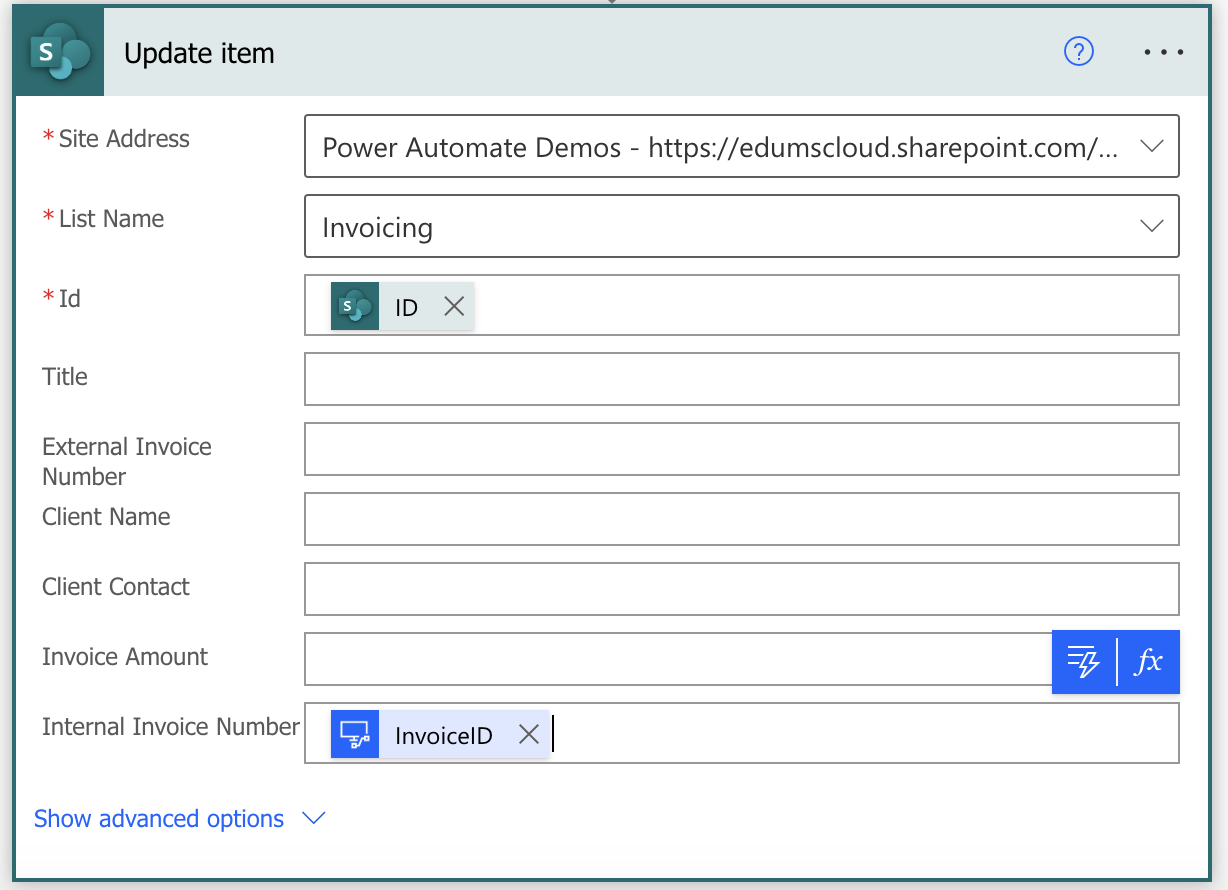 S Update item ?
* Site Address
Power Automate Demos - https://edumscloud.sharepoint.com/...
* List Name
Invoicing
* Id
S ID
Title
External Invoice
Number
Client Name
Client Contact
Invoice Amount
fx
Internal Invoice Number
InvoiceID
Show advanced options